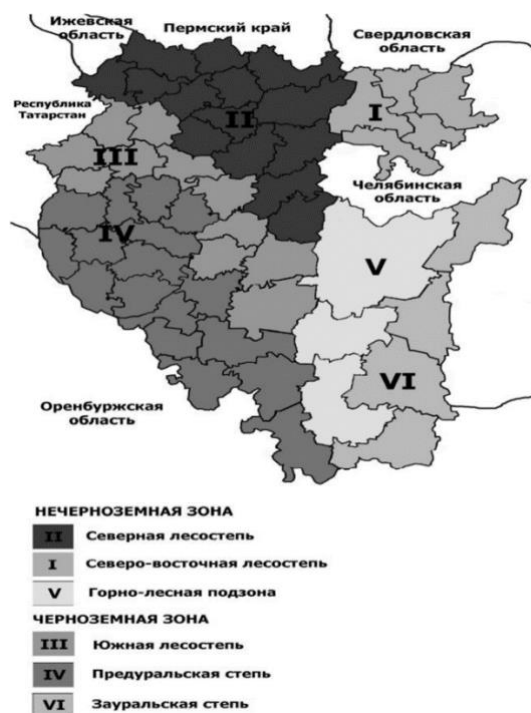 Ижевская
область
Пермский край
Свердловская
область
Республика
Татарстан
I
II
III
Челябинская
область
IV
V
VI
Оренбуржская
область
НЕЧЕРНОЗЕМНАЯ ЗОНА
II Северная лесостепь
I Северо-восточная лесостепь
V Горно-лесная подзона
ЧЕРНОЗЕМНАЯ ЗОНА
III Южная лесостепь
IV Предуральская степь
VI Зауральская степь